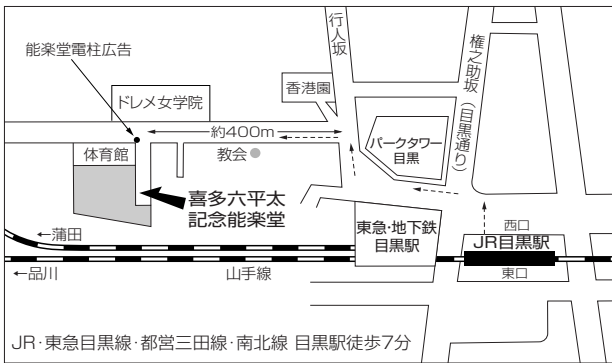 能楽堂電柱広告
行人坂
権之助坂（目黒通り）
ドレメ女学院
香港園
約400m
パークタワー
目黒
体育館
教会
喜多六平太
記念能楽堂
←蒲田
東急・地下鉄
目黒駅
西口
JR目黒駅
←品川
山手線
東口
JR・東急目黒線・都営三田線・南北線 目黒駅徒歩7分